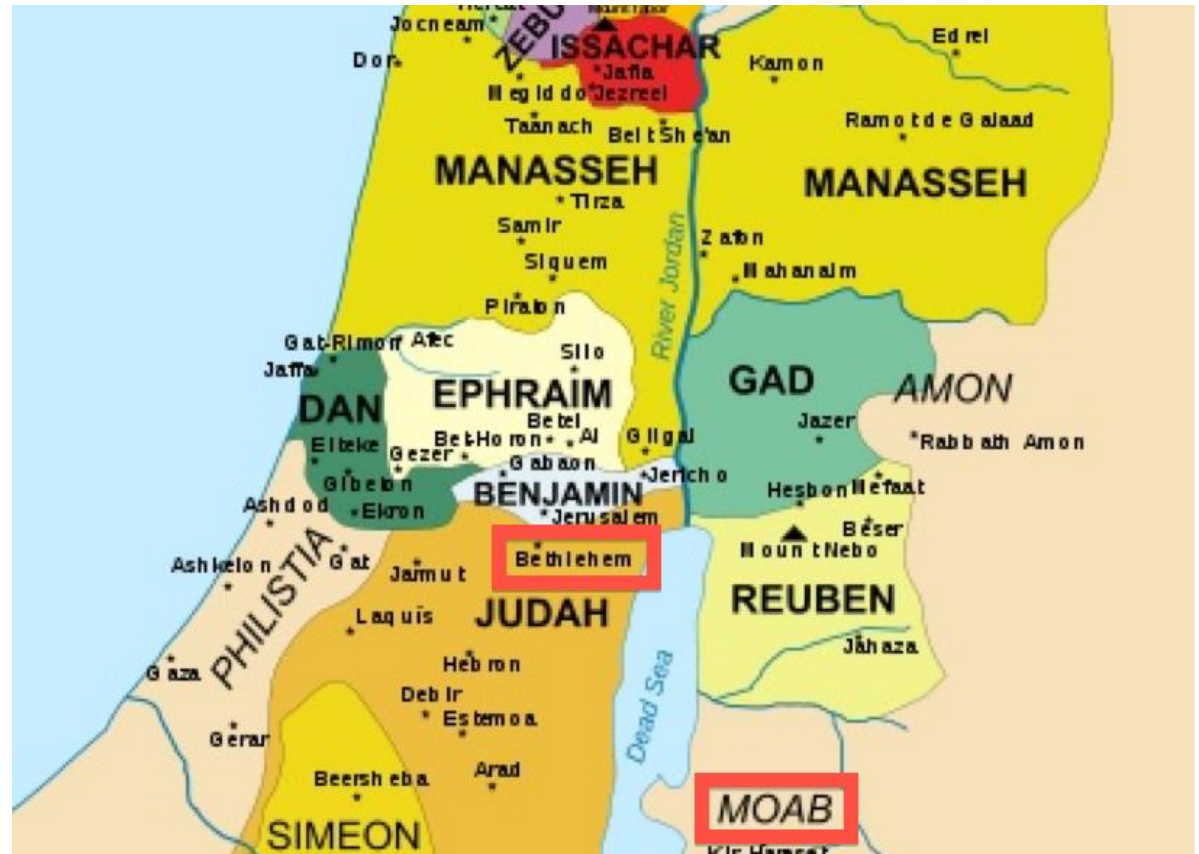 Jocneam
ZEBU
ISSACHAR
Edrei
Dor
Jafia
Kamon
Megiddo
Jezreel
Taanach
Beit She'an
Ramot de Galaad
MANASSEH
MANASSEH
Tirza
Samir
Zafon
Siquem
Mahanaim
River Jordan
Piraton
Gat-Rimon
Afec
Silo
Jaffa
DAN
EPHRAIM
GAD
AMON
Betel
Jazer
Elteke
Bet-Horon
Ai
Gilgal
Rabbath Amon
Gezer
Gabaon
Jericho
Gibeton
BENJAMIN
Hesbon
Mefaat
Ashdod
Ekron
Jerusalem
Beser
Mount Nebo
Ashkelon
Gat
Jarmut
Bethlehem
PHILISTIA
REUBEN
Laquis
JUDAH
Jahaza
Gaza
Hebron
Debir
Estemoa
Dead Sea
Gerar
Beersheba
Arad
MOAB
SIMEON